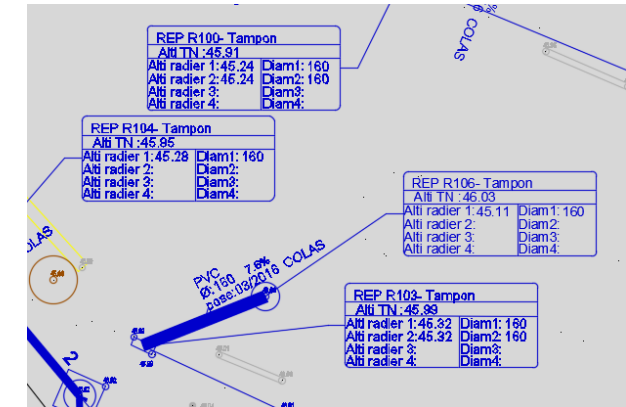 REP R100- Tampon
Alti TN :45.91
Alti radier 1:45.24 Diam1: 160
Alti radier 2:45.24 Diam2: 160
Alti radier 3: Diam3:
Alti radier 4: Diam4:
COLAS
REP R104- Tampon
Alti TN :45.95
Alti radier 1:45.28 Diam1: 160
Alti radier 2: Diam2:
Alti radier 3: Diam3:
Alti radier 4: Diam4:
REP R106- Tampon
Alti TN :46.03
Alti radier 1:45.11 Diam1: 160
Alti radier 2: Diam2:
Alti radier 3: Diam3:
Alti radier 4: Diam4:
COLAS
PVC
Ø:160 7.6%
pose:03/2016 COLAS
REP R103- Tampon
Alti TN :45.99
Alti radier 1:45.32 Diam1: 160
Alti radier 2:45.32 Diam2: 160
Alti radier 3: Diam3:
Alti radier 4: Diam4:
2